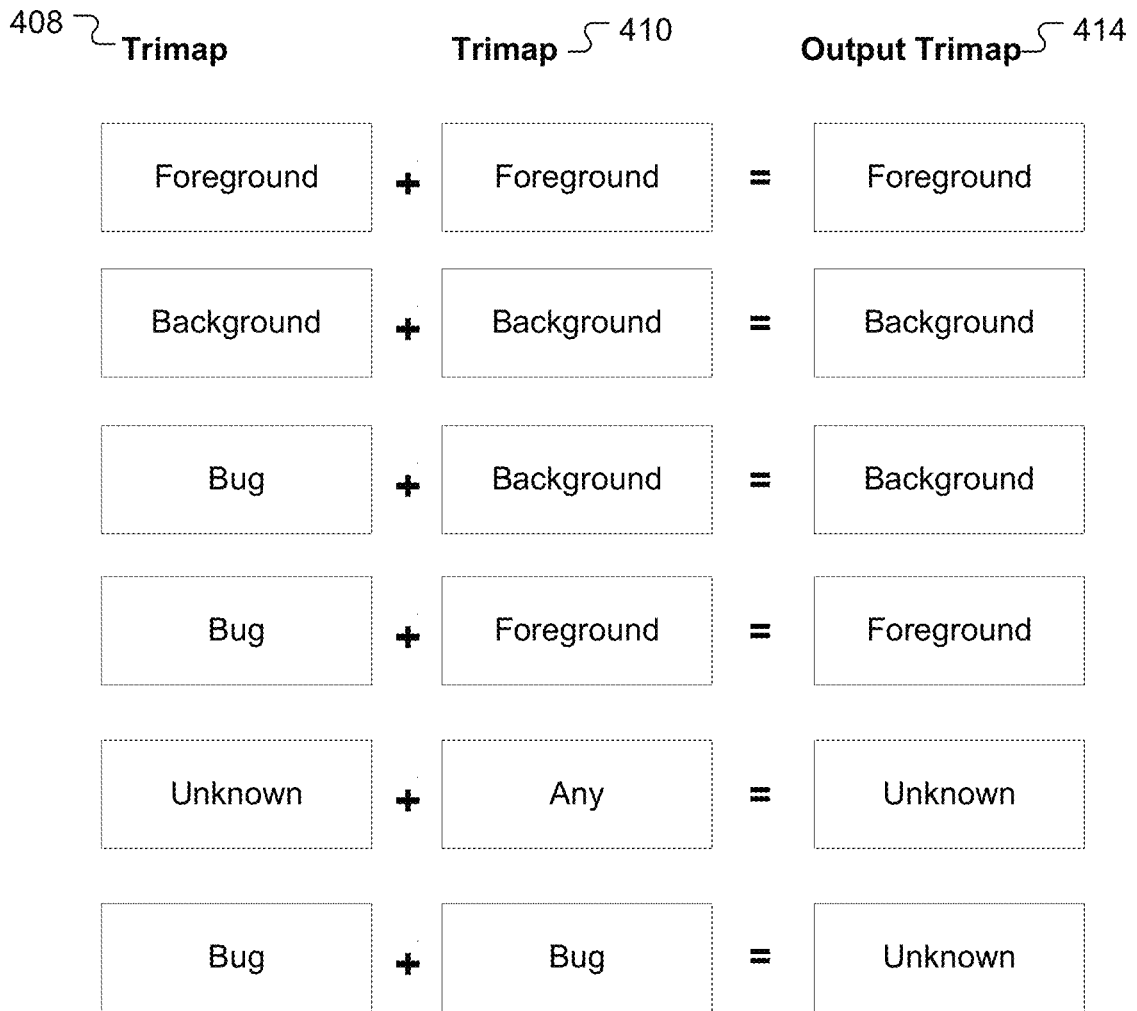 408 Trimap Trimap 410 Output Trimap 414
Foreground + Foreground = Foreground
Background + Background = Background
Bug + Background = Background
Bug + Foreground = Foreground
Unknown + Any = Unknown
Bug + Bug = Unknown